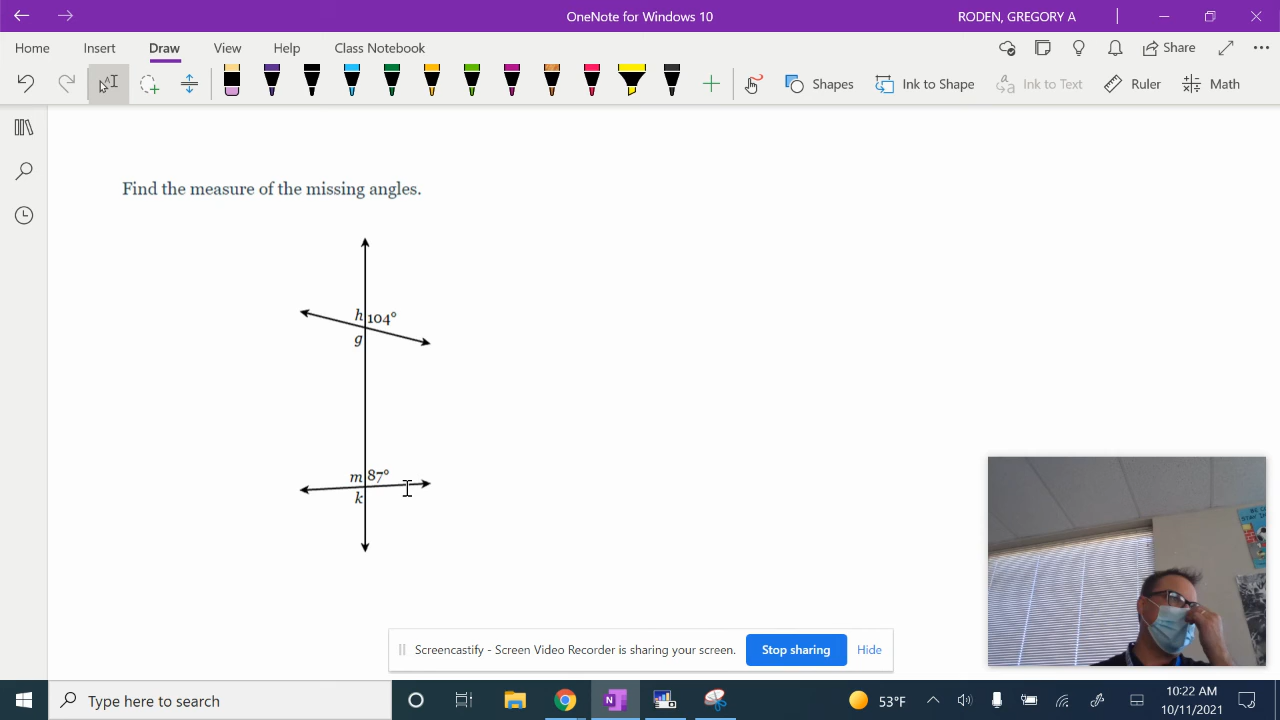 OneNote for Windows 10
RODEN, GREGORY A
Home Insert Draw View Help Class Notebook
Share
Shapes Ink to Shape Ink to Text Ruler Math
Find the measure of the missing angles.
h 104°
g
m 87°
k
Screencastify - Screen Video Recorder is sharing your screen. Stop sharing Hide
Type here to search
53°F
10:22 AM
10/11/2021